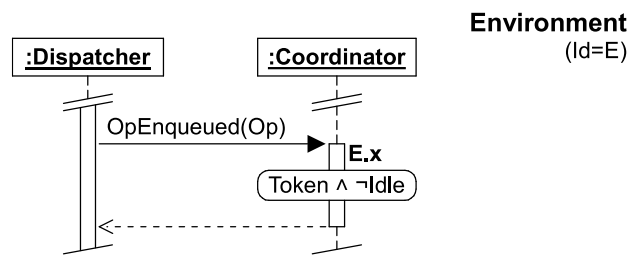 Environment
(Id=E)
:Dispatcher
:Coordinator
OpEnqueued(Op)
E.x
Token ∧ ¬Idle